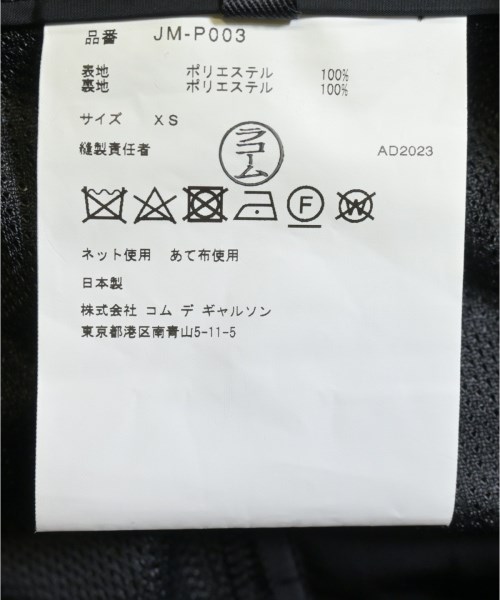 品番 JM-P003
表地 ポリエステル 100%
裏地 ポリエステル 100%
サイズ XS
縫製責任者 ラコーム AD2023
F W
ネット使用 あて布使用
日本製
株式会社 コム デ ギャルソン
東京都港区南青山5-11-5